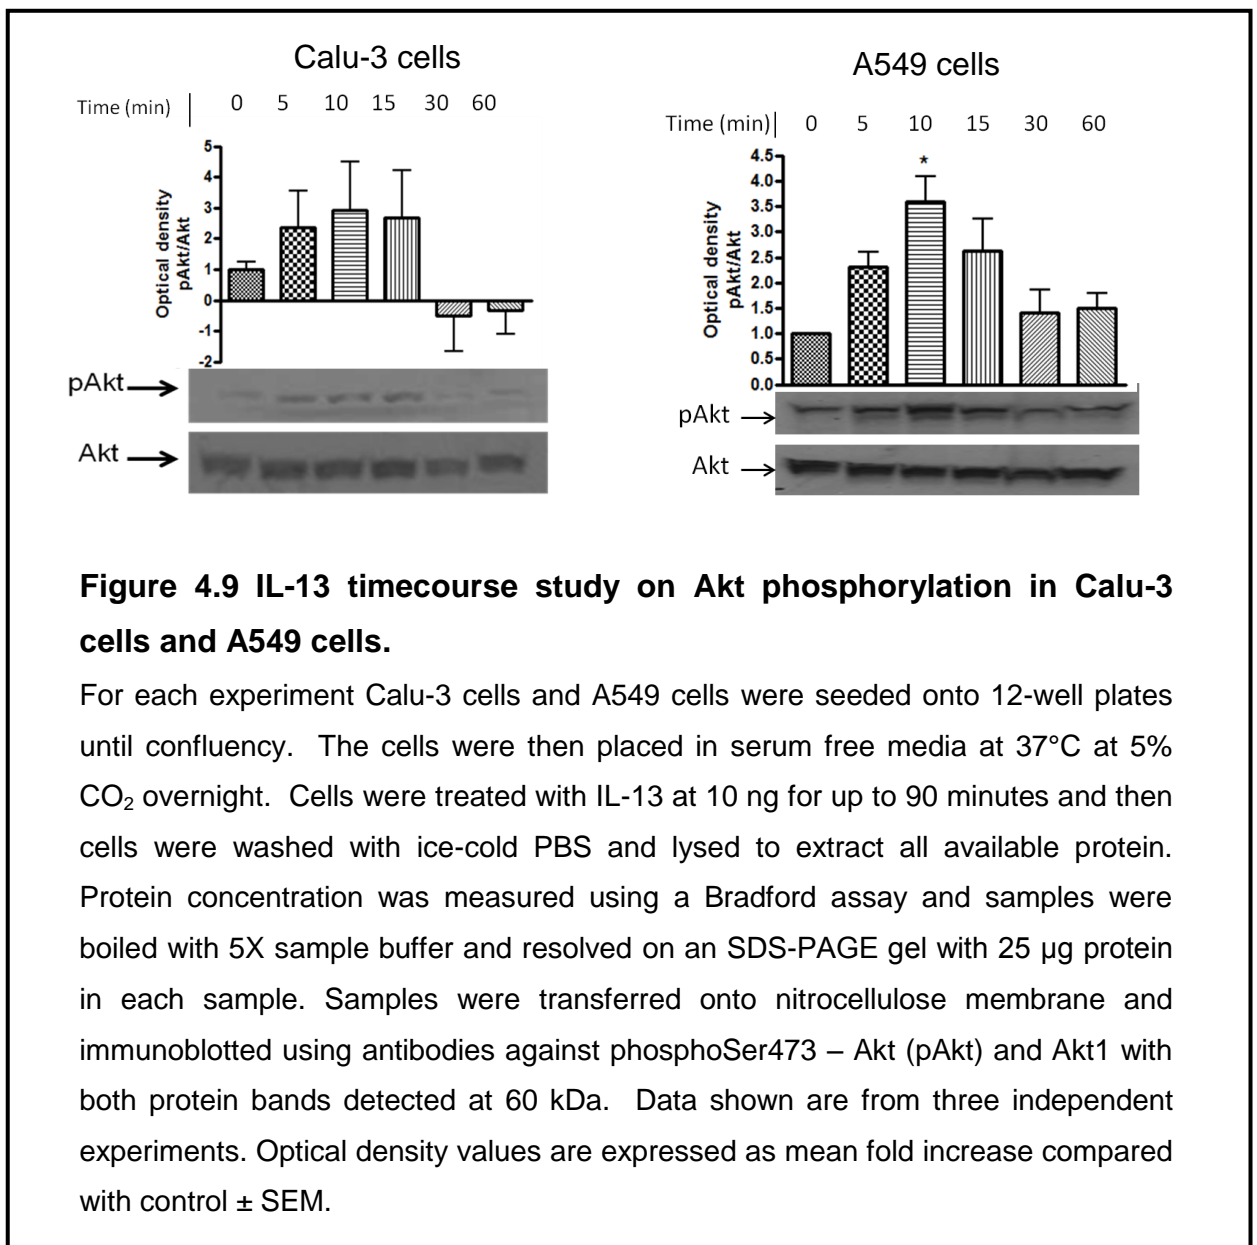 Calu-3 cells
Time (min) 0 5 10 15 30 60
Optical density
pAkt/Akt
5
4
3
2
1
0
-1
-2
pAkt
Akt
A549 cells
Time (min) 0 5 10 15 30 60
Optical density
pAkt/Akt
4.5
4.0
3.5
3.0
2.5
2.0
1.5
1.0
0.5
0.0
*
pAkt
Akt
Figure 4.9 IL-13 timecourse study on Akt phosphorylation in Calu-3
cells and A549 cells.
For each experiment Calu-3 cells and A549 cells were seeded onto 12-well plates
until confluency. The cells were then placed in serum free media at 37°C at 5%
CO₂ overnight. Cells were treated with IL-13 at 10 ng for up to 90 minutes and then
cells were washed with ice-cold PBS and lysed to extract all available protein.
Protein concentration was measured using a Bradford assay and samples were
boiled with 5X sample buffer and resolved on an SDS-PAGE gel with 25 µg protein
in each sample. Samples were transferred onto nitrocellulose membrane and
immunoblotted using antibodies against phosphoSer473 – Akt (pAkt) and Akt1 with
both protein bands detected at 60 kDa. Data shown are from three independent
experiments. Optical density values are expressed as mean fold increase compared
with control ± SEM.